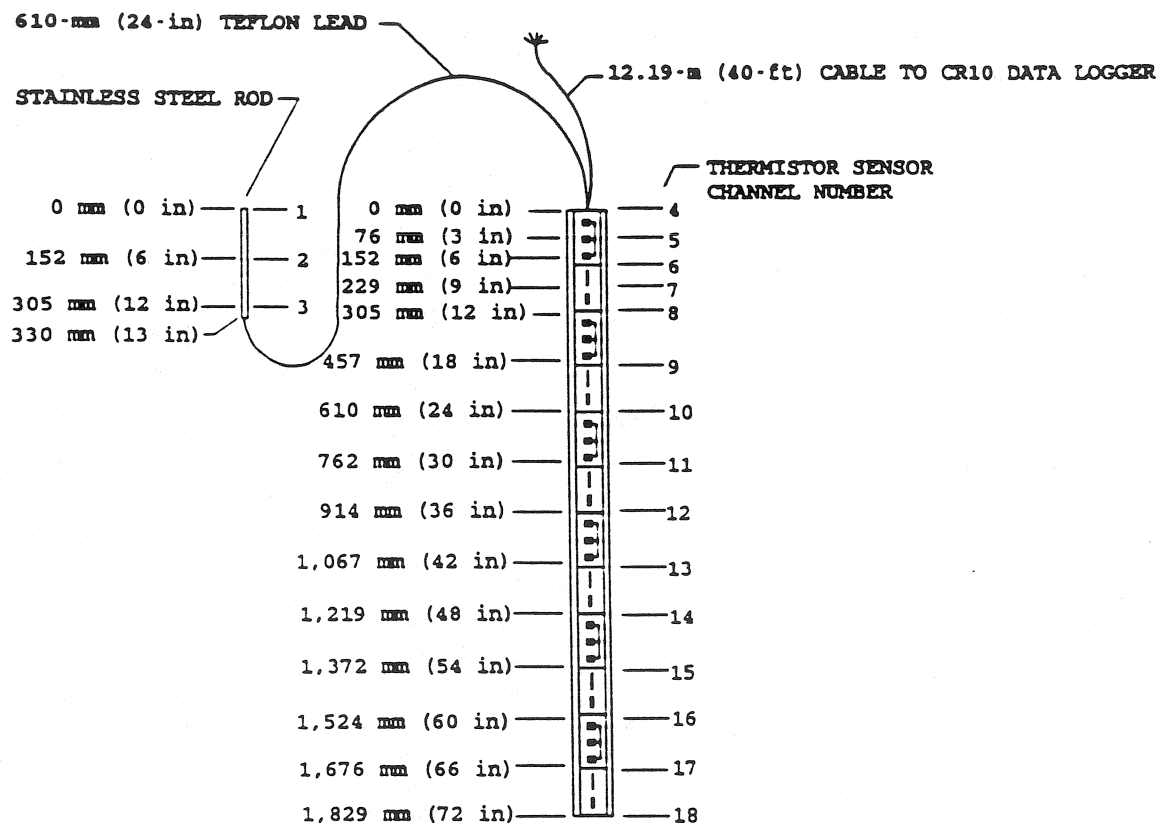 610-mm (24-in) TEFLON LEAD
12.19-m (40-ft) CABLE TO CR10 DATA LOGGER
STAINLESS STEEL ROD
THERMISTOR SENSOR
CHANNEL NUMBER
0 mm (0 in) 1
152 mm (6 in) 2
305 mm (12 in) 3
330 mm (13 in)
0 mm (0 in) 4
76 mm (3 in) 5
152 mm (6 in) 6
229 mm (9 in) 7
305 mm (12 in) 8
457 mm (18 in) 9
610 mm (24 in) 10
762 mm (30 in) 11
914 mm (36 in) 12
1,067 mm (42 in) 13
1,219 mm (48 in) 14
1,372 mm (54 in) 15
1,524 mm (60 in) 16
1,676 mm (66 in) 17
1,829 mm (72 in) 18